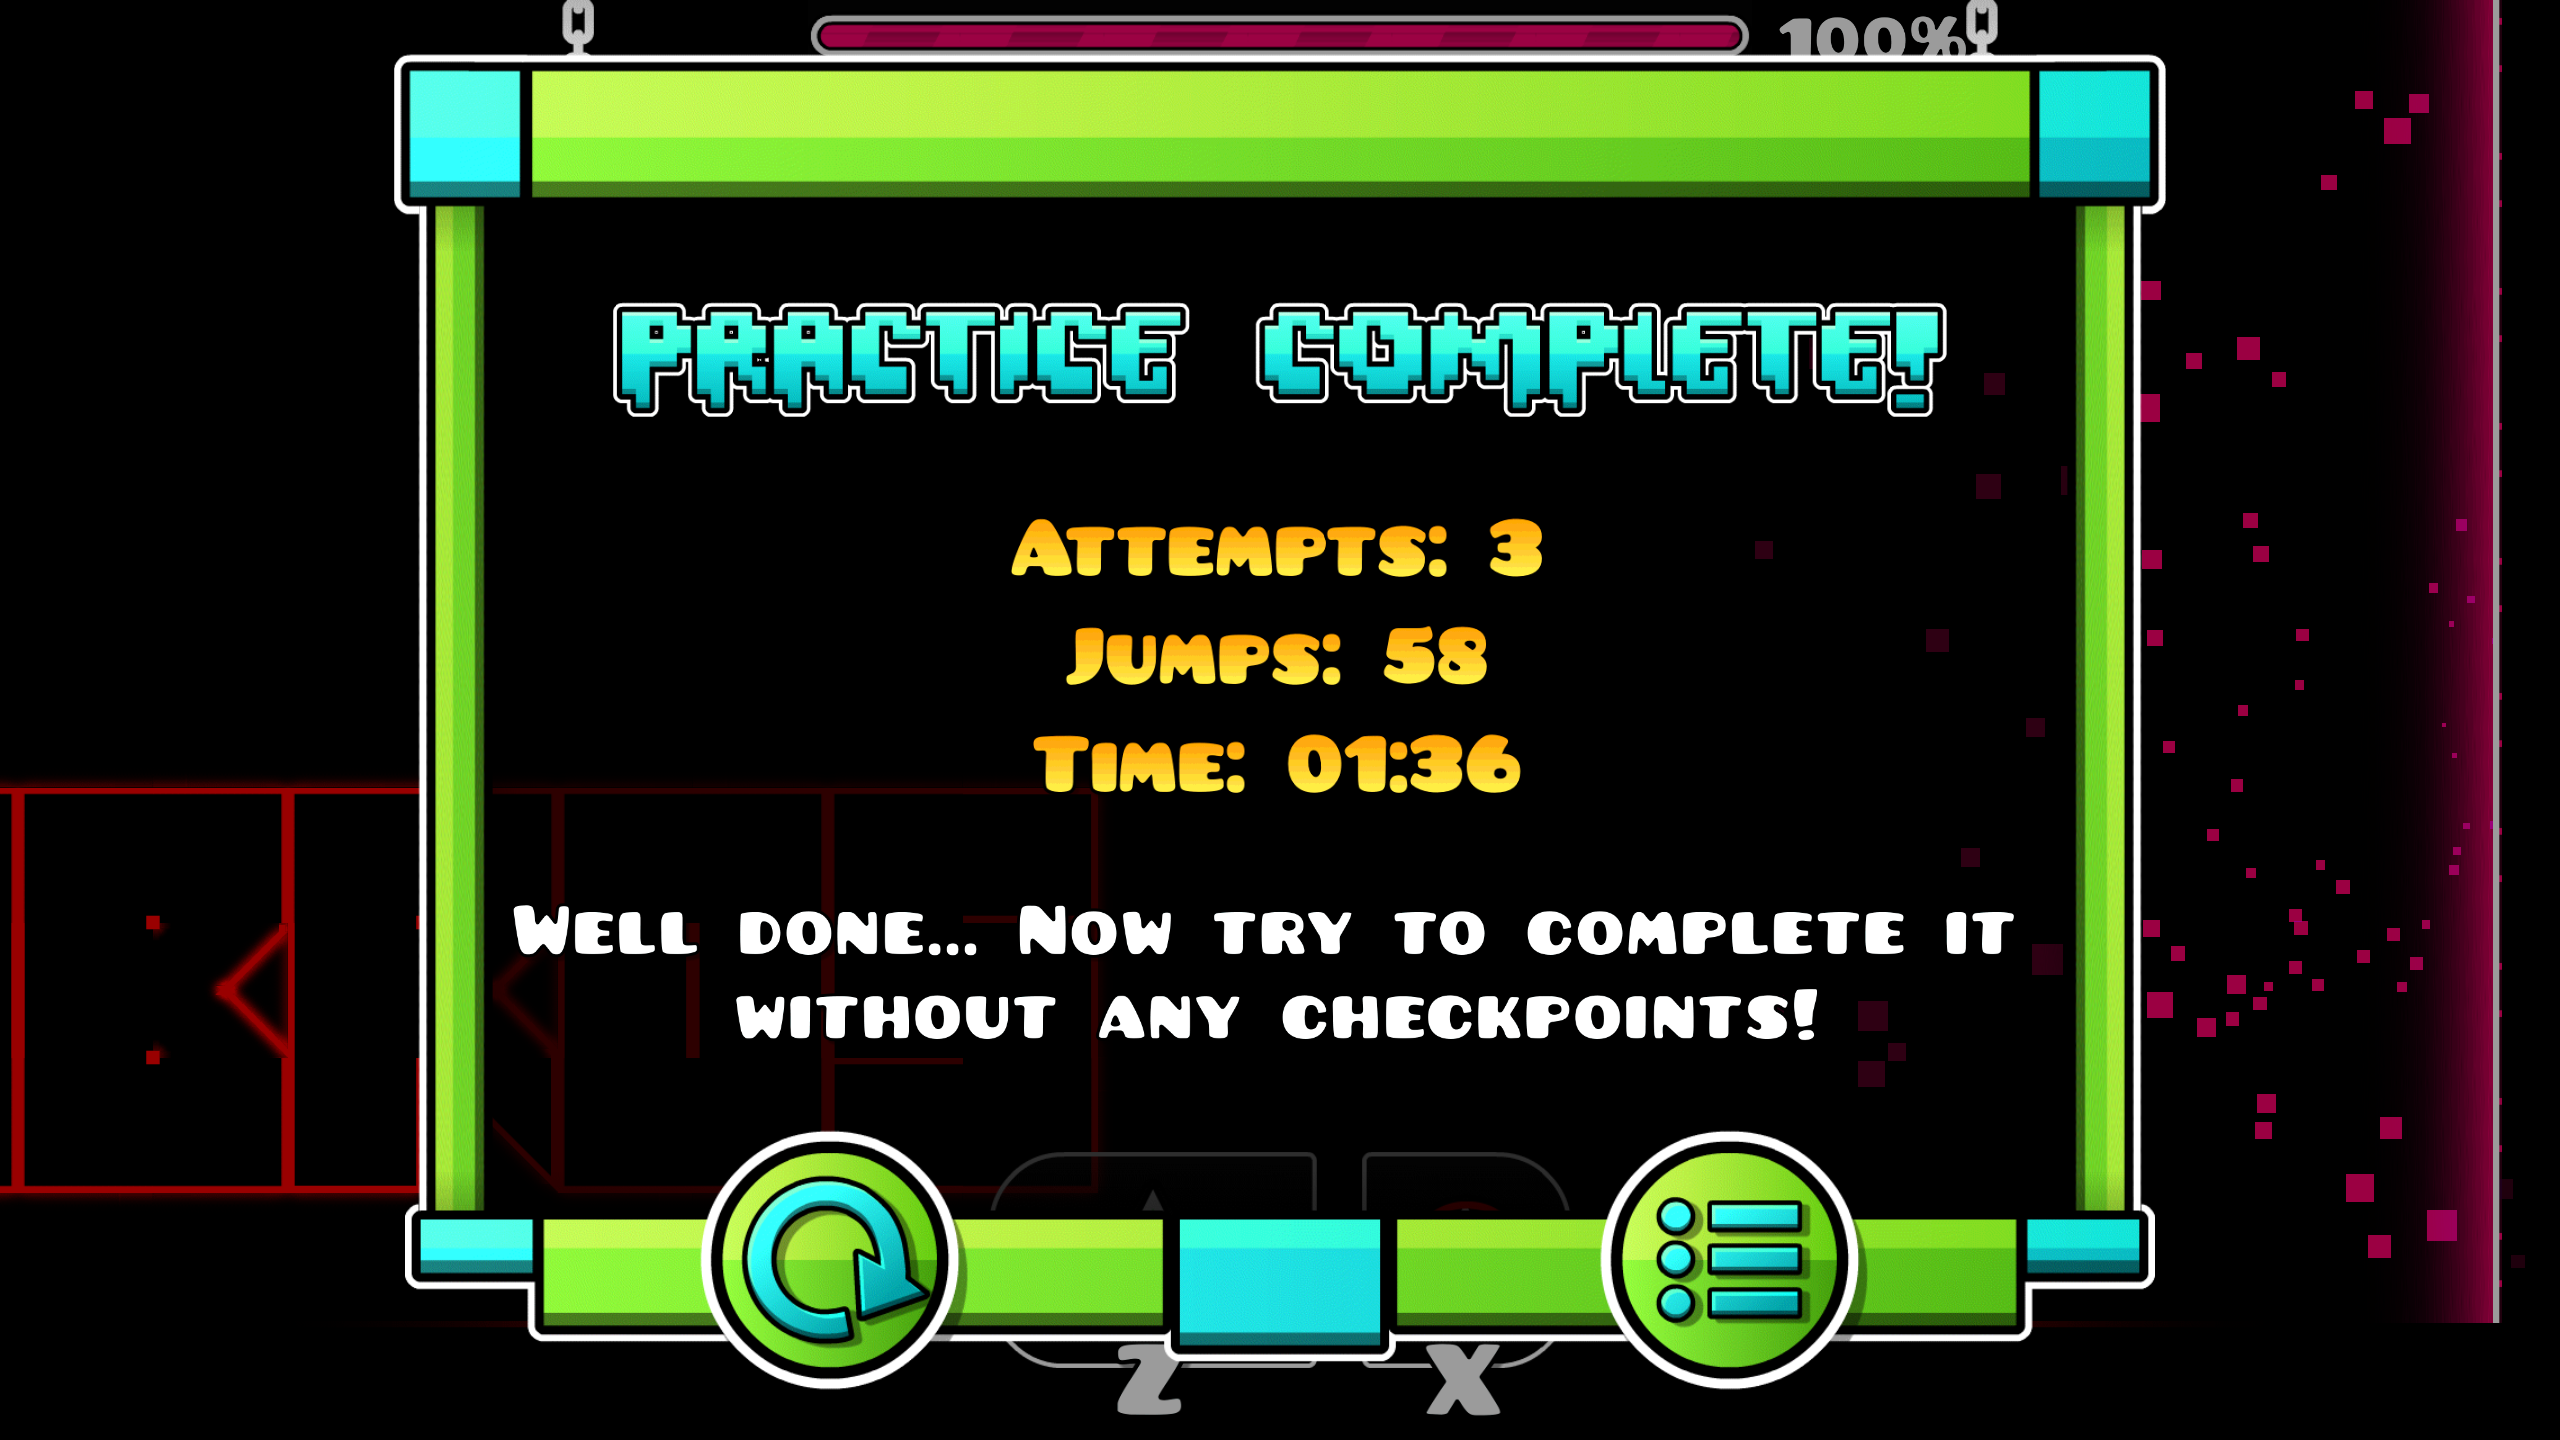 100%
PRACTICE COMPLETE!
ATTEMPTS: 3
JUMPS: 58
TIME: 01:36
WELL DONE... NOW TRY TO COMPLETE IT
WITHOUT ANY CHECKPOINTS!
Z X